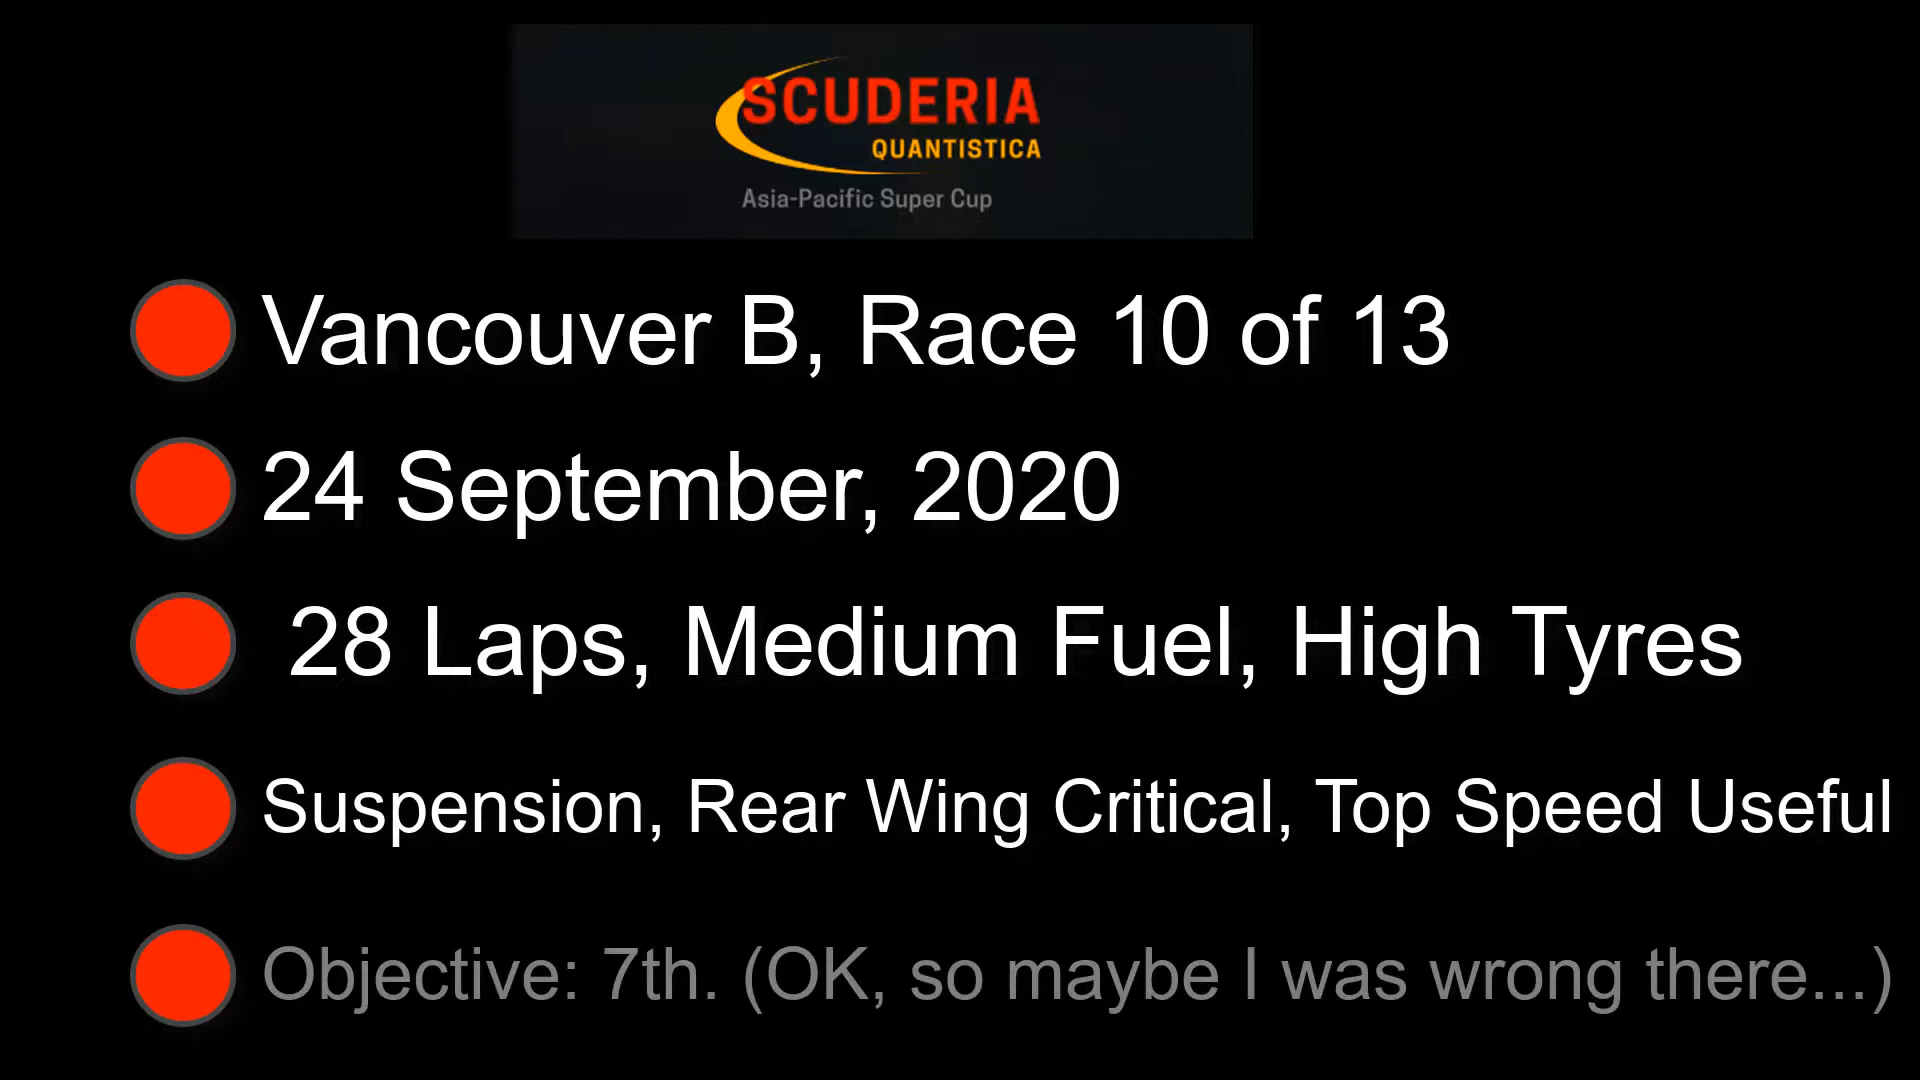 SCUDERIA
QUANTISTICA
Asia-Pacific Super Cup
Vancouver B, Race 10 of 13
24 September, 2020
28 Laps, Medium Fuel, High Tyres
Suspension, Rear Wing Critical, Top Speed Useful
Objective: 7th. (OK, so maybe I was wrong there...)